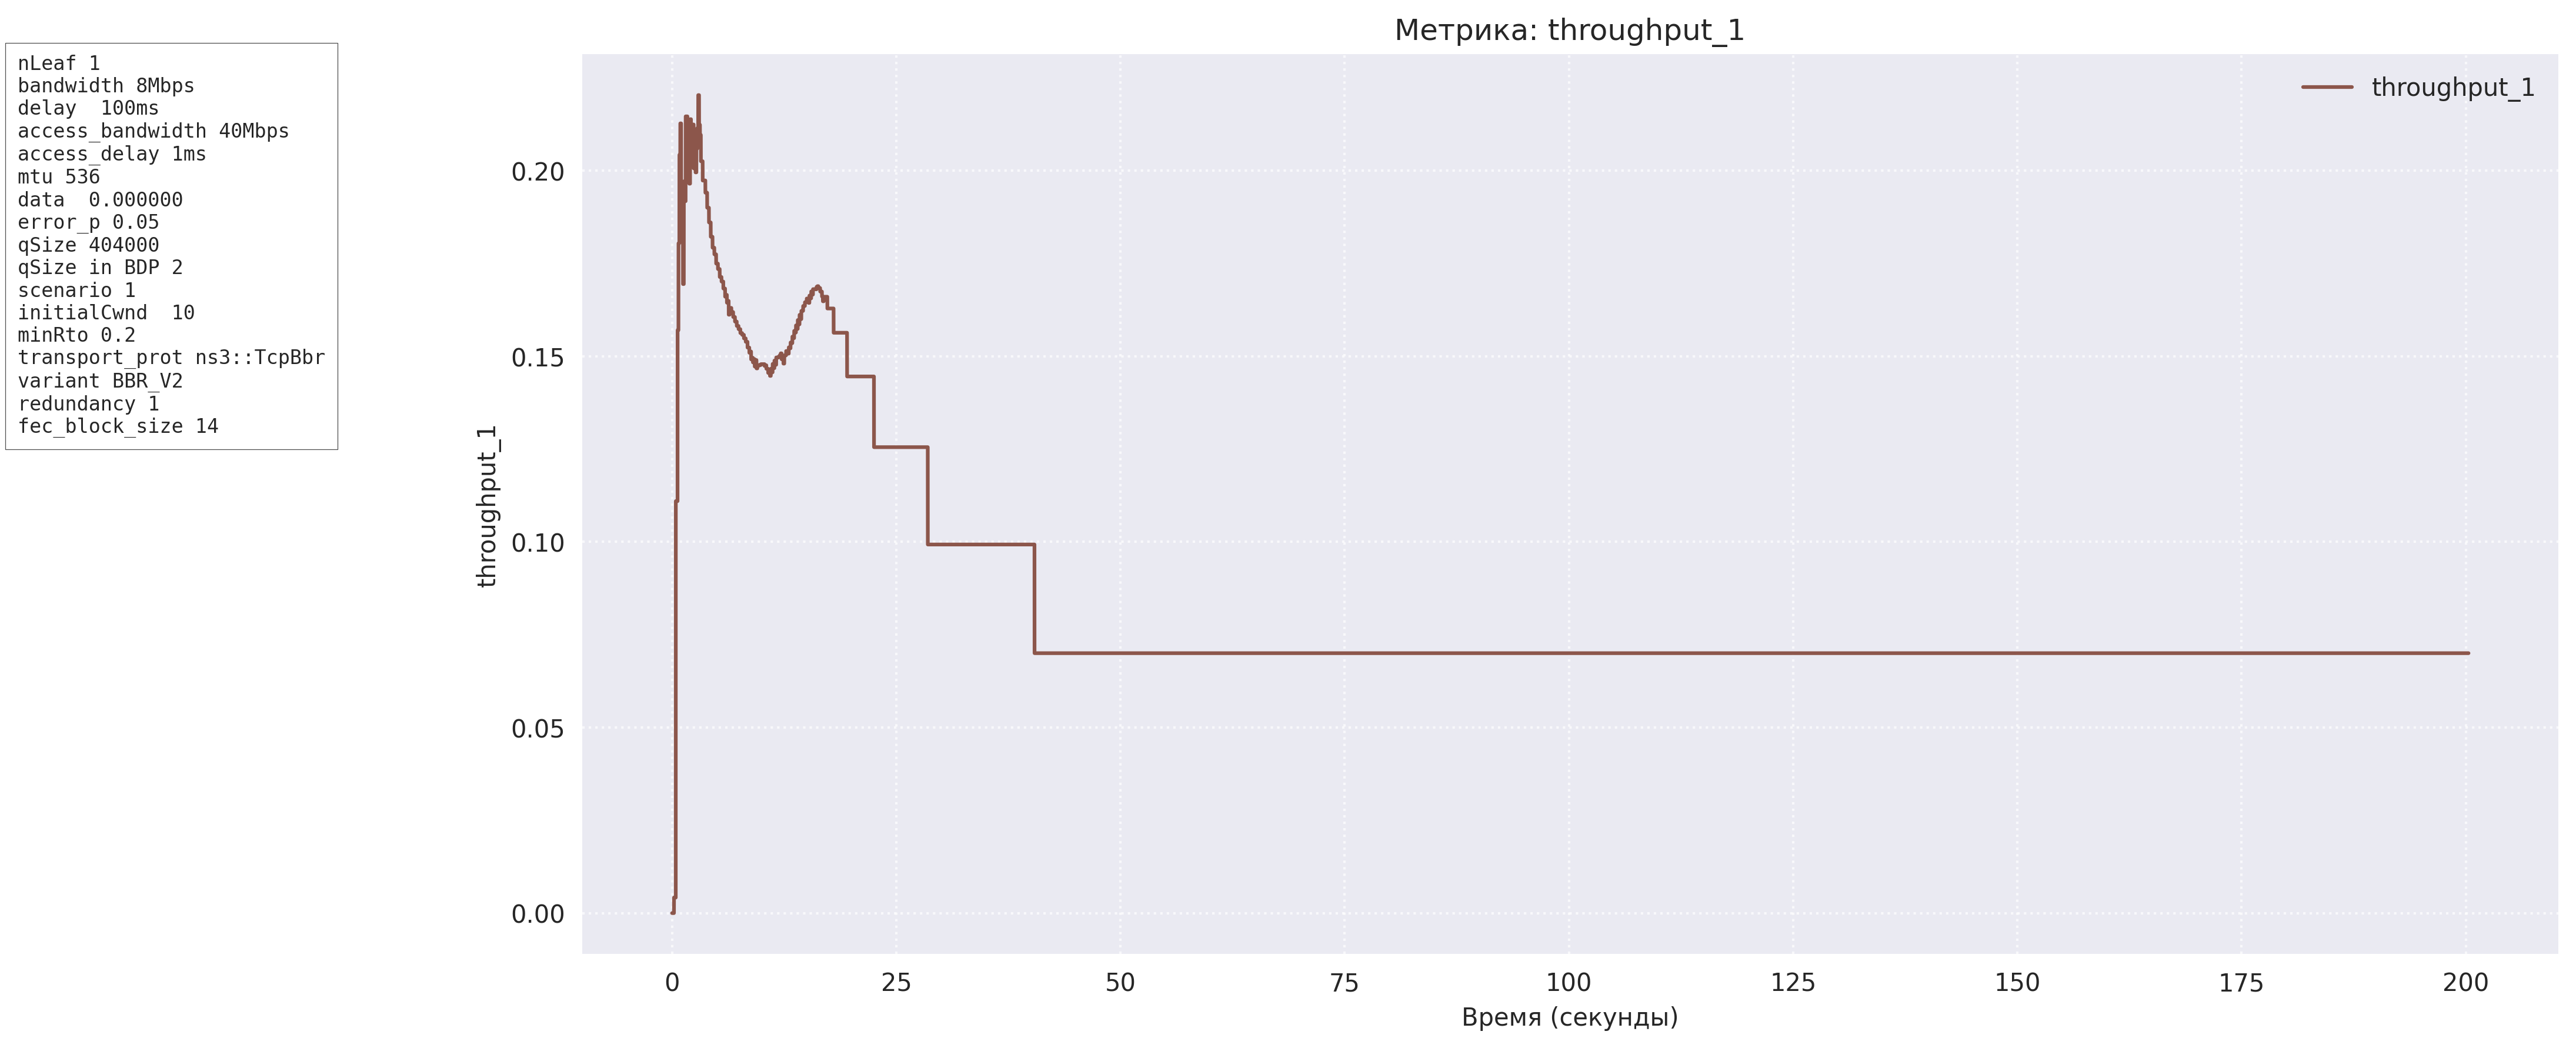 Метрика: throughput_1
nLeaf 1
bandwidth 8Mbps
delay  100ms
access_bandwidth 40Mbps
access_delay 1ms
mtu 536
data  0.000000
error_p 0.05
qSize 404000
qSize in BDP 2
scenario 1
initialCwnd  10
minRto 0.2
transport_prot ns3::TcpBbr
variant BBR_V2
redundancy 1
fec_block_size 14
throughput_1
throughput_1
0.20
0.15
0.10
0.05
0.00
0 25 50 75 100 125 150 175 200
Время (секунды)